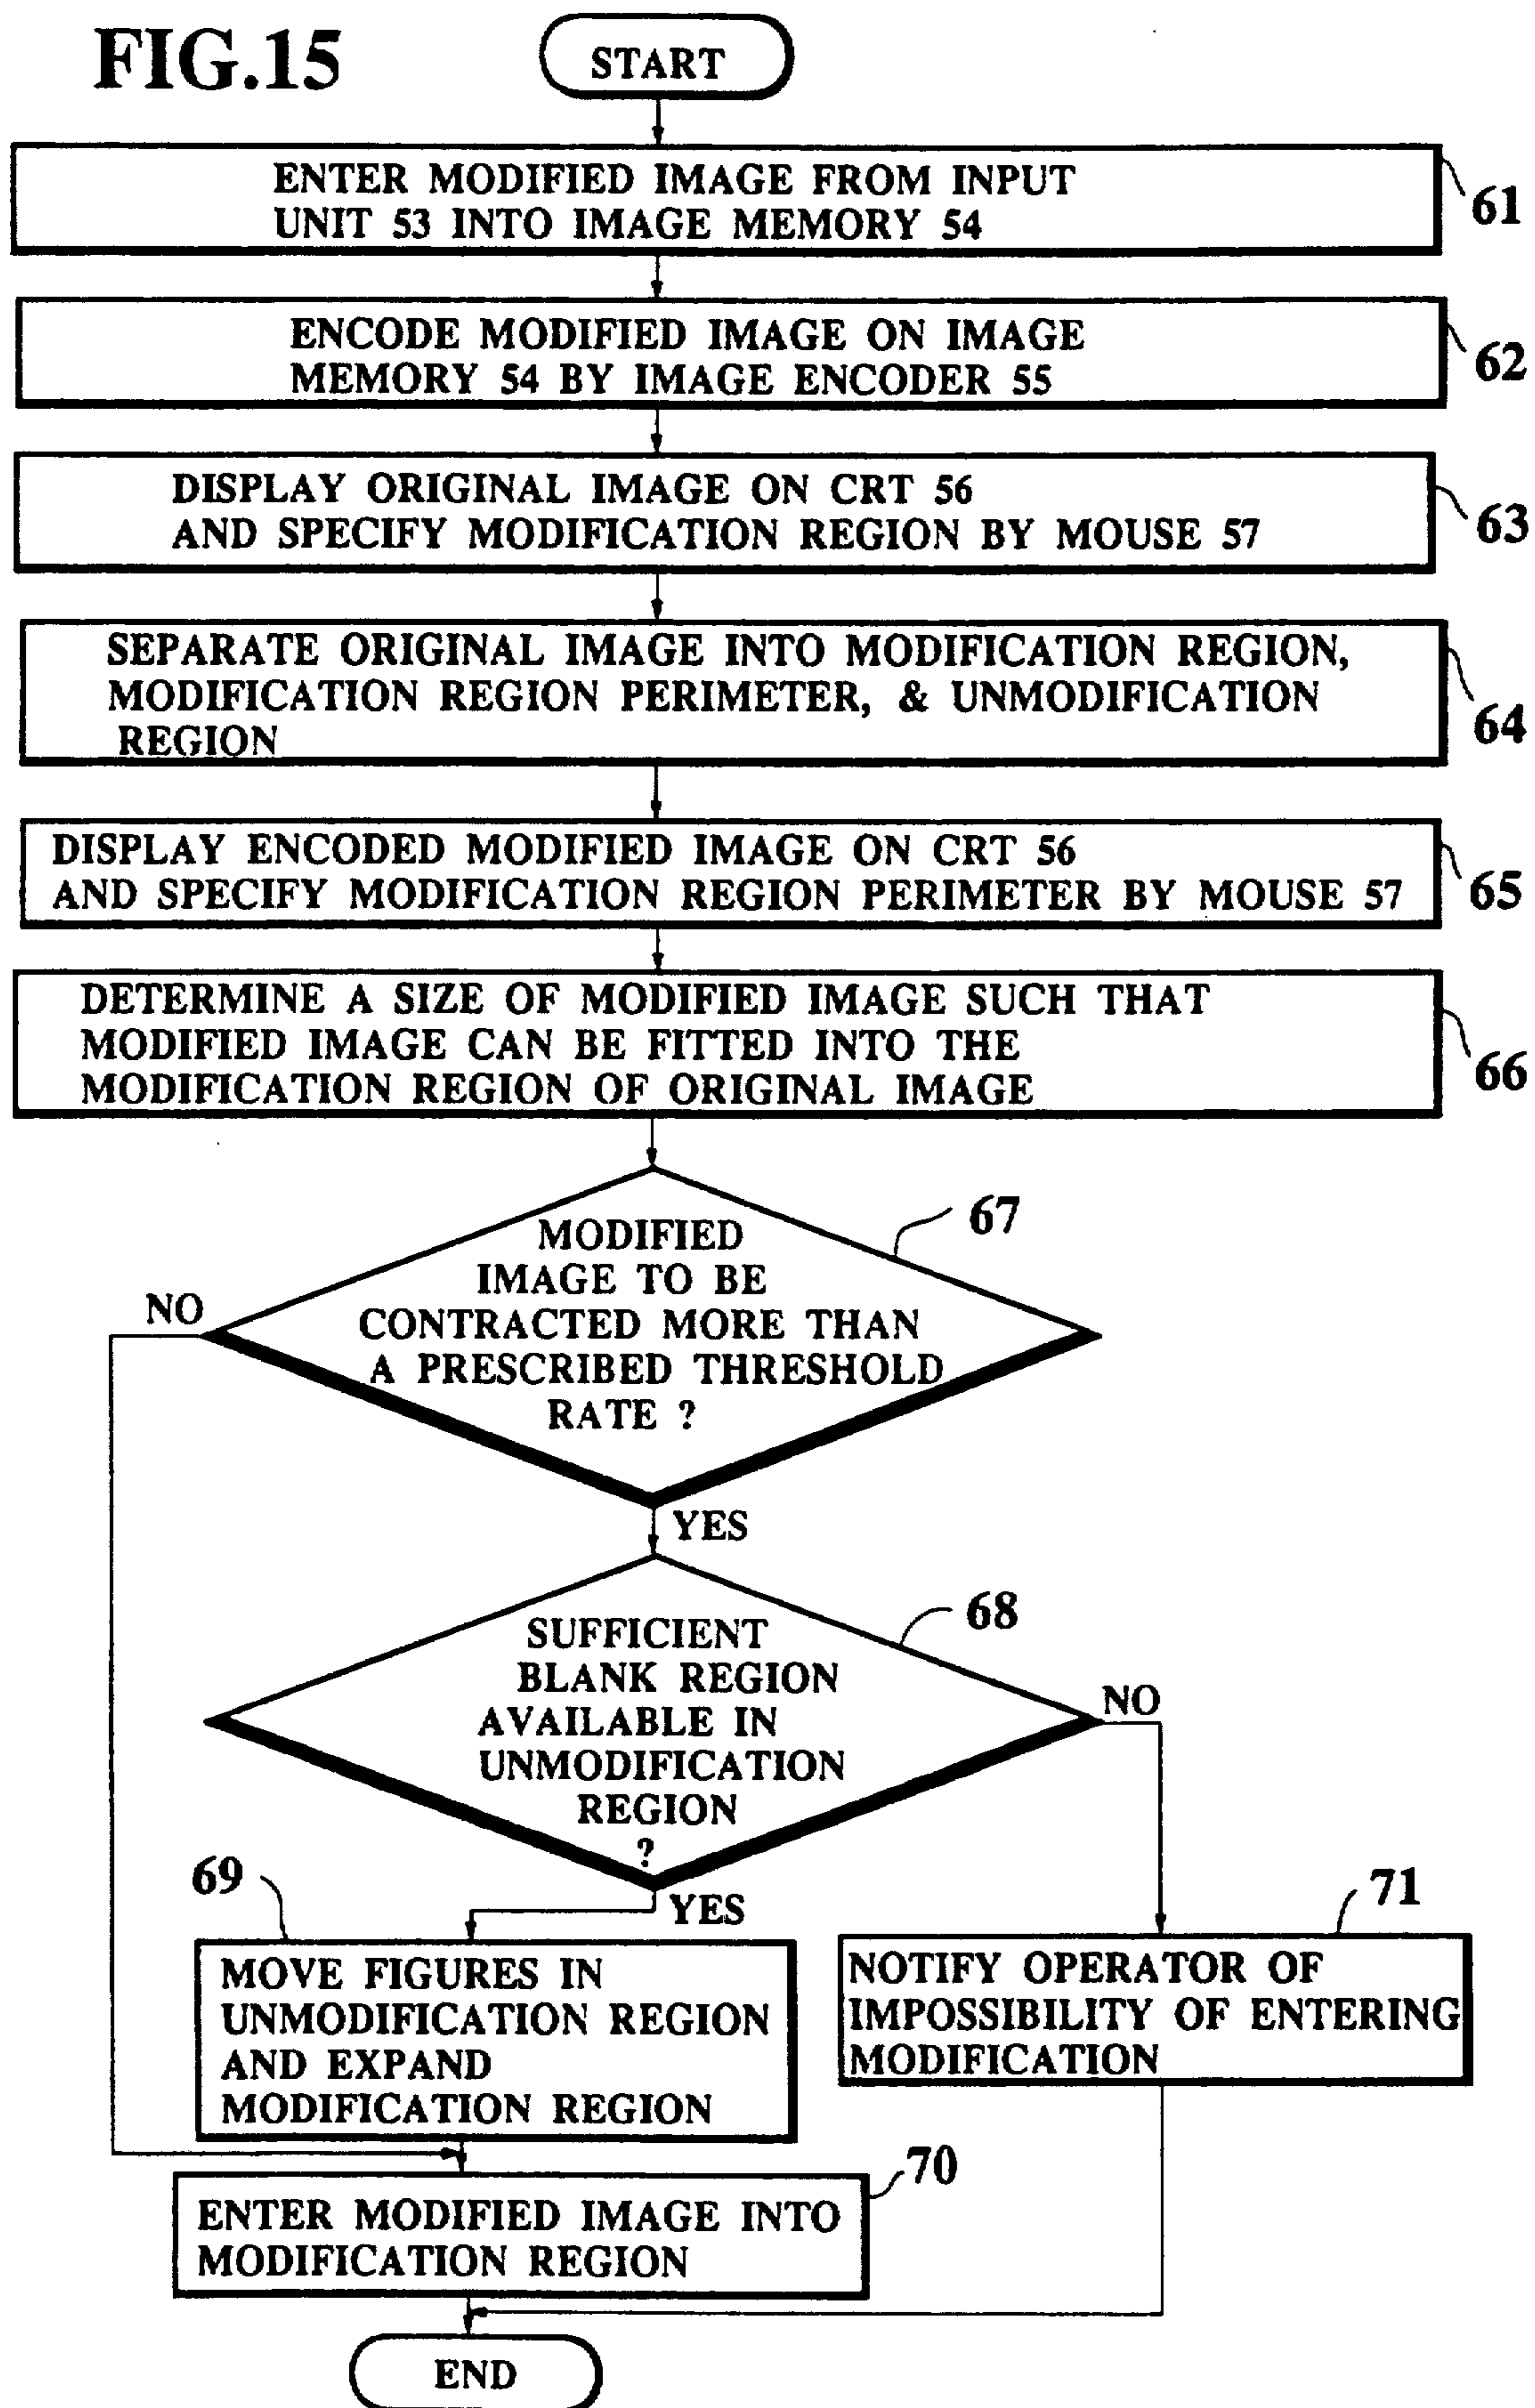 FIG.15
START
ENTER MODIFIED IMAGE FROM INPUT
UNIT 53 INTO IMAGE MEMORY 54
61
ENCODE MODIFIED IMAGE ON IMAGE
MEMORY 54 BY IMAGE ENCODER 55
62
DISPLAY ORIGINAL IMAGE ON CRT 56
AND SPECIFY MODIFICATION REGION BY MOUSE 57
63
SEPARATE ORIGINAL IMAGE INTO MODIFICATION REGION,
MODIFICATION REGION PERIMETER, & UNMODIFICATION
REGION
64
DISPLAY ENCODED MODIFIED IMAGE ON CRT 56
AND SPECIFY MODIFICATION REGION PERIMETER BY MOUSE 57
65
DETERMINE A SIZE OF MODIFIED IMAGE SUCH THAT
MODIFIED IMAGE CAN BE FITTED INTO THE
MODIFICATION REGION OF ORIGINAL IMAGE
66
67
MODIFIED
IMAGE TO BE
CONTRACTED MORE THAN
A PRESCRIBED THRESHOLD
RATE ?
NO
YES
68
SUFFICIENT
BLANK REGION
AVAILABLE IN
UNMODIFICATION
REGION
?
NO
YES
69
MOVE FIGURES IN
UNMODIFICATION REGION
AND EXPAND
MODIFICATION REGION
71
NOTIFY OPERATOR OF
IMPOSSIBILITY OF ENTERING
MODIFICATION
70
ENTER MODIFIED IMAGE INTO
MODIFICATION REGION
END